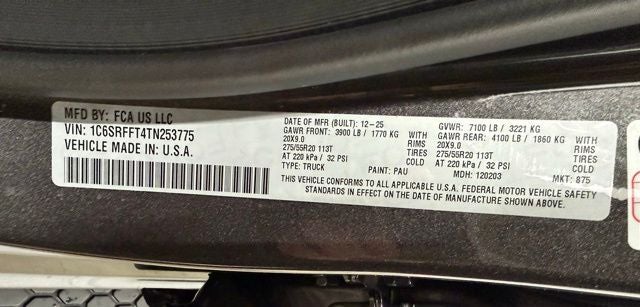 MFD BY: FCA US LLC
VIN: 1C6SRFFT4TN253775
VEHICLE MADE IN: U.S.A.
DATE OF MFR (BUILT): 12-25
GVWR: 7100 LB / 3221 KG
GAWR FRONT: 3900 LB / 1770 KG WITH
GAWR REAR: 4100 LB / 1860 KG WITH
20X9.0 RIMS
20X9.0 RIMS
275/55R20 113T TIRES
275/55R20 113T TIRES
AT 220 kPa / 32 PSI COLD
AT 220 kPa / 32 PSI COLD
TYPE: TRUCK PAINT: PAU MDH: 120203 MKT: 875
THIS VEHICLE CONFORMS TO ALL APPLICABLE U.S.A. FEDERAL MOTOR VEHICLE SAFETY
STANDARDS IN EFFECT ON THE DATE OF MANUFACTURE SHOWN ABOVE.